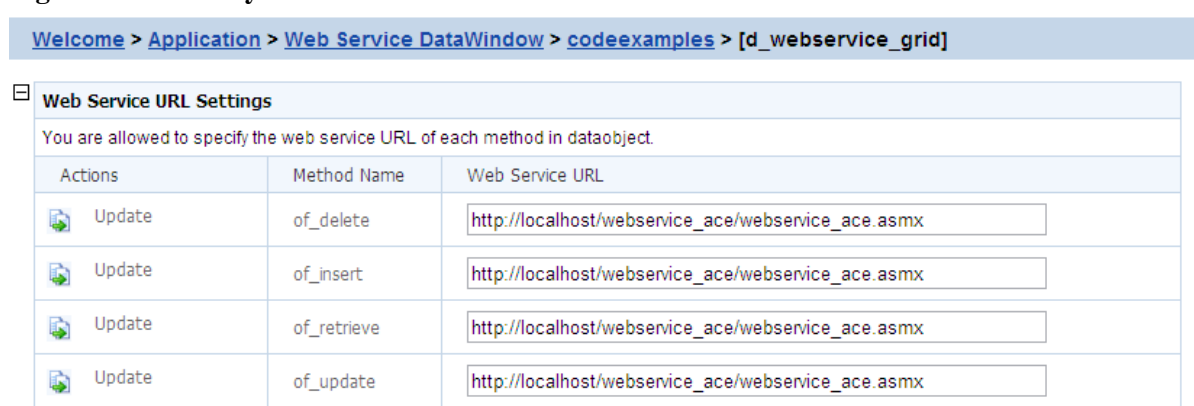 Welcome > Application > Web Service DataWindow > codeexamples > [d_webservice_grid]
Web Service URL Settings
You are allowed to specify the web service URL of each method in dataobject.
Actions Method Name Web Service URL
Update of_delete http://localhost/webservice_ace/webservice_ace.asmx
Update of_insert http://localhost/webservice_ace/webservice_ace.asmx
Update of_retrieve http://localhost/webservice_ace/webservice_ace.asmx
Update of_update http://localhost/webservice_ace/webservice_ace.asmx